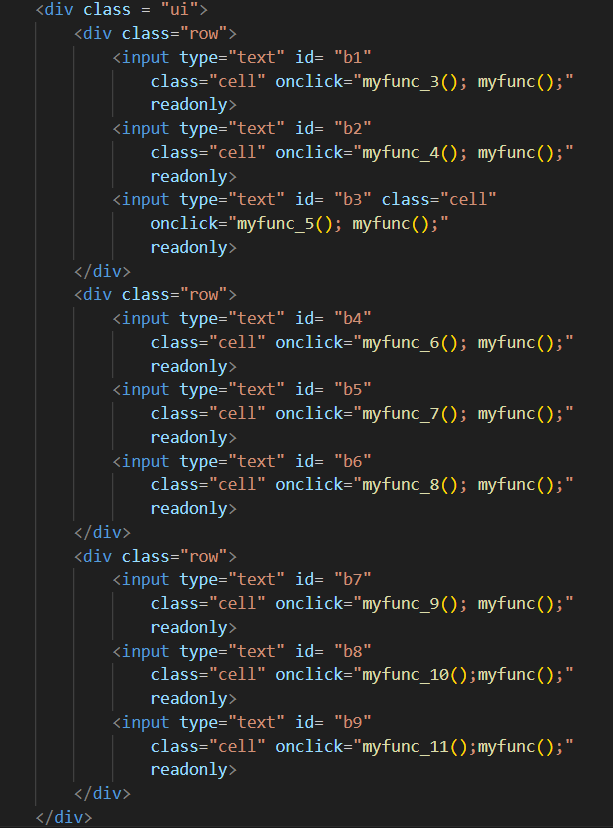 <div class = "ui">
<div class="row">
<input type="text" id= "b1"
class="cell" onclick="myfunc_3(); myfunc();"
readonly>
<input type="text" id= "b2"
class="cell" onclick="myfunc_4(); myfunc();"
readonly>
<input type="text" id= "b3" class="cell"
onclick="myfunc_5(); myfunc();"
readonly>
</div>
<div class="row">
<input type="text" id= "b4"
class="cell" onclick="myfunc_6(); myfunc();"
readonly>
<input type="text" id= "b5"
class="cell" onclick="myfunc_7(); myfunc();"
readonly>
<input type="text" id= "b6"
class="cell" onclick="myfunc_8(); myfunc();"
readonly>
</div>
<div class="row">
<input type="text" id= "b7"
class="cell" onclick="myfunc_9(); myfunc();"
readonly>
<input type="text" id= "b8"
class="cell" onclick="myfunc_10();myfunc();"
readonly>
<input type="text" id= "b9"
class="cell" onclick="myfunc_11();myfunc();"
readonly>
</div>
</div>